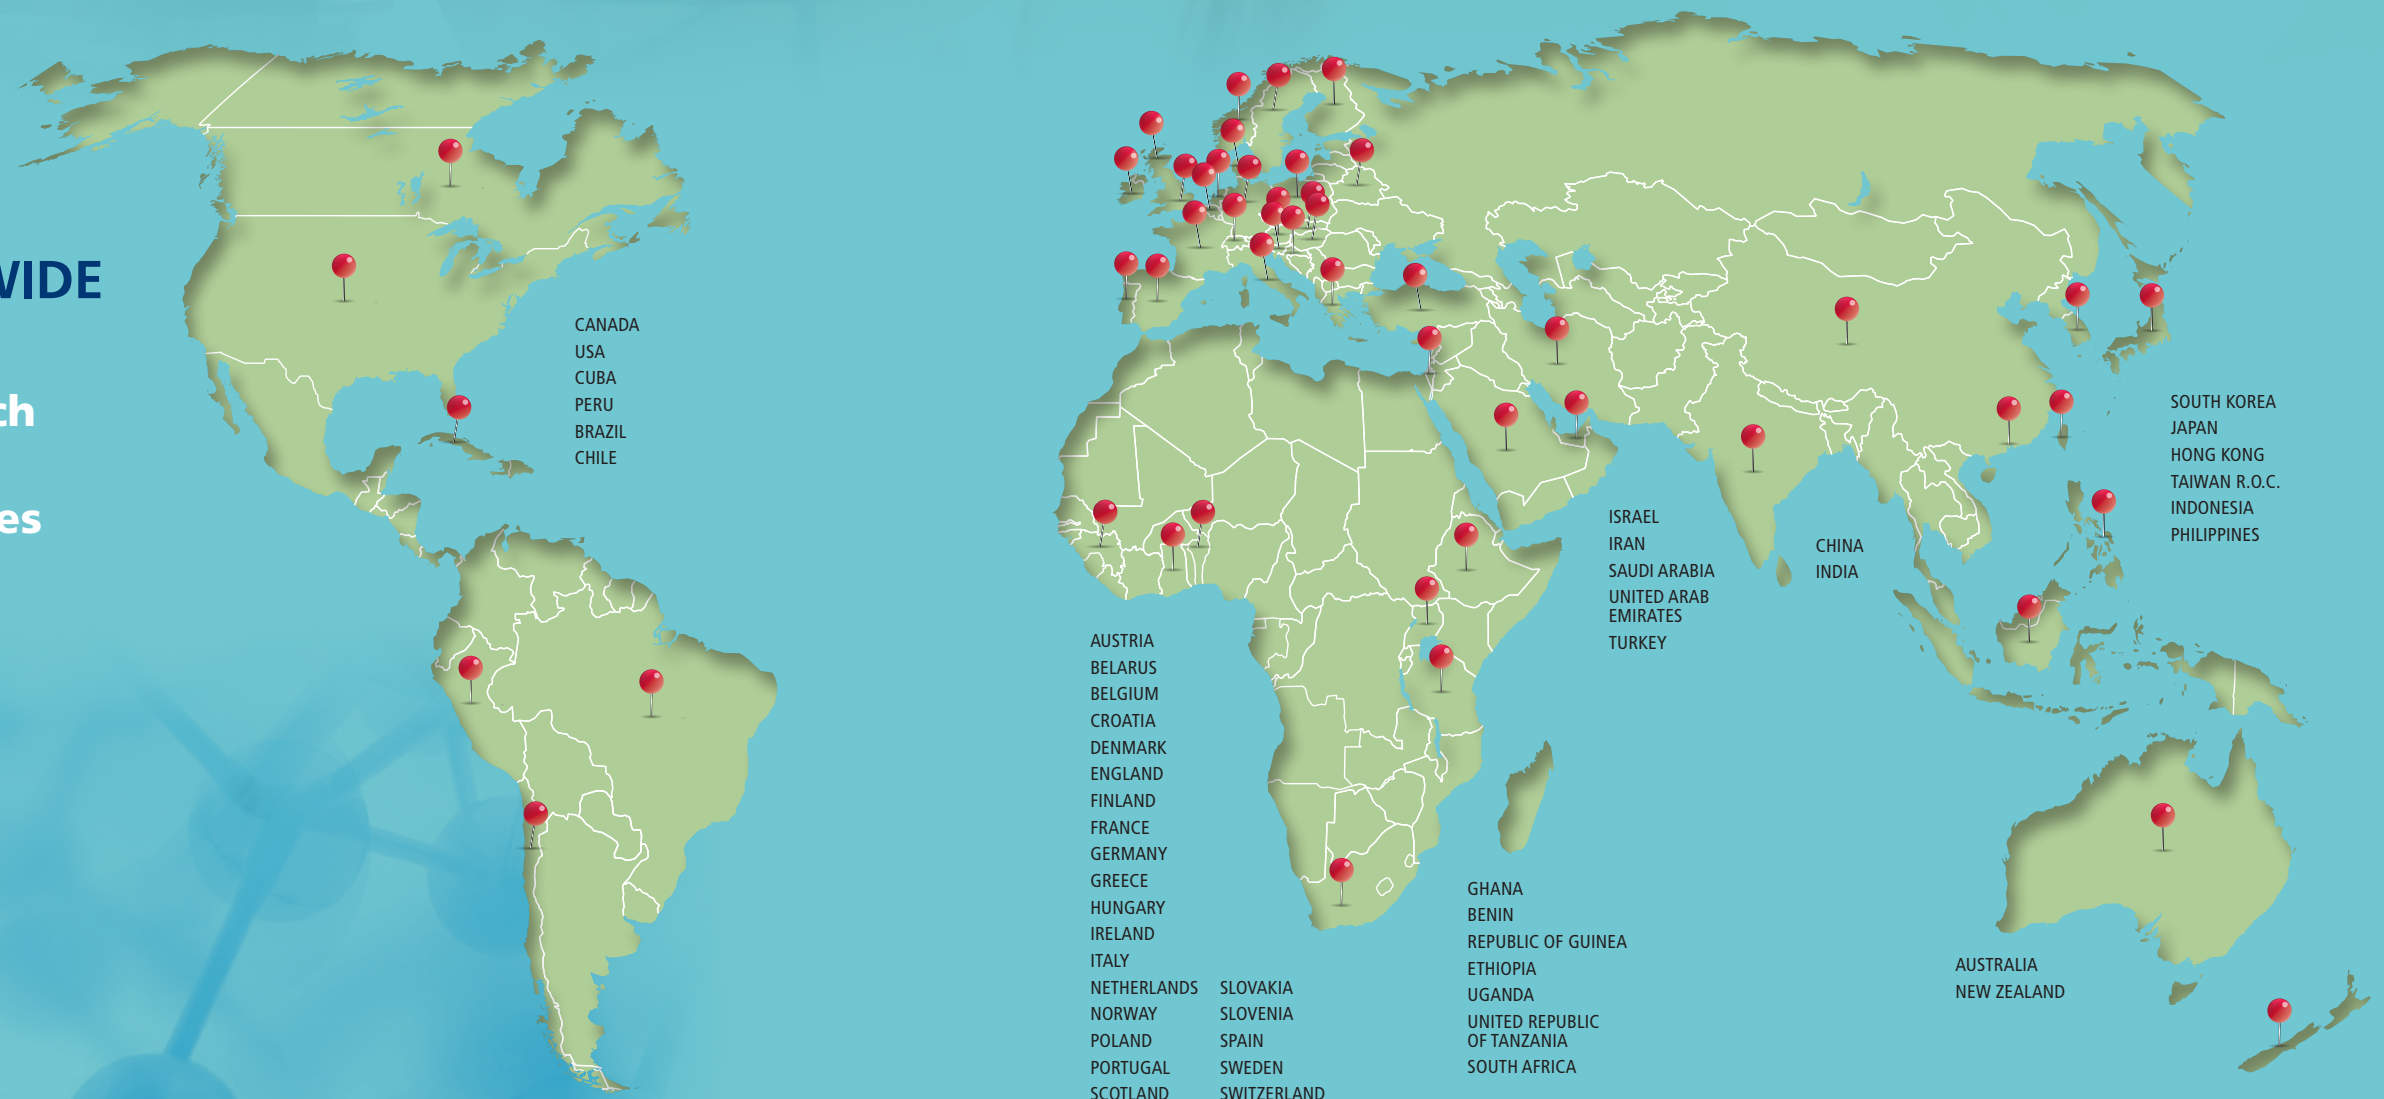 WIDE
ch
es
CANADA
USA
CUBA
PERU
BRAZIL
CHILE
AUSTRIA
BELARUS
BELGIUM
CROATIA
DENMARK
ENGLAND
FINLAND
FRANCE
GERMANY
GREECE
HUNGARY
IRELAND
ITALY
NETHERLANDS
NORWAY
POLAND
PORTUGAL
SCOTLAND
SLOVAKIA
SLOVENIA
SPAIN
SWEDEN
SWITZERLAND
GHANA
BENIN
REPUBLIC OF GUINEA
ETHIOPIA
UGANDA
UNITED REPUBLIC
OF TANZANIA
SOUTH AFRICA
ISRAEL
IRAN
SAUDI ARABIA
UNITED ARAB
EMIRATES
TURKEY
CHINA
INDIA
SOUTH KOREA
JAPAN
HONG KONG
TAIWAN R.O.C.
INDONESIA
PHILIPPINES
AUSTRALIA
NEW ZEALAND